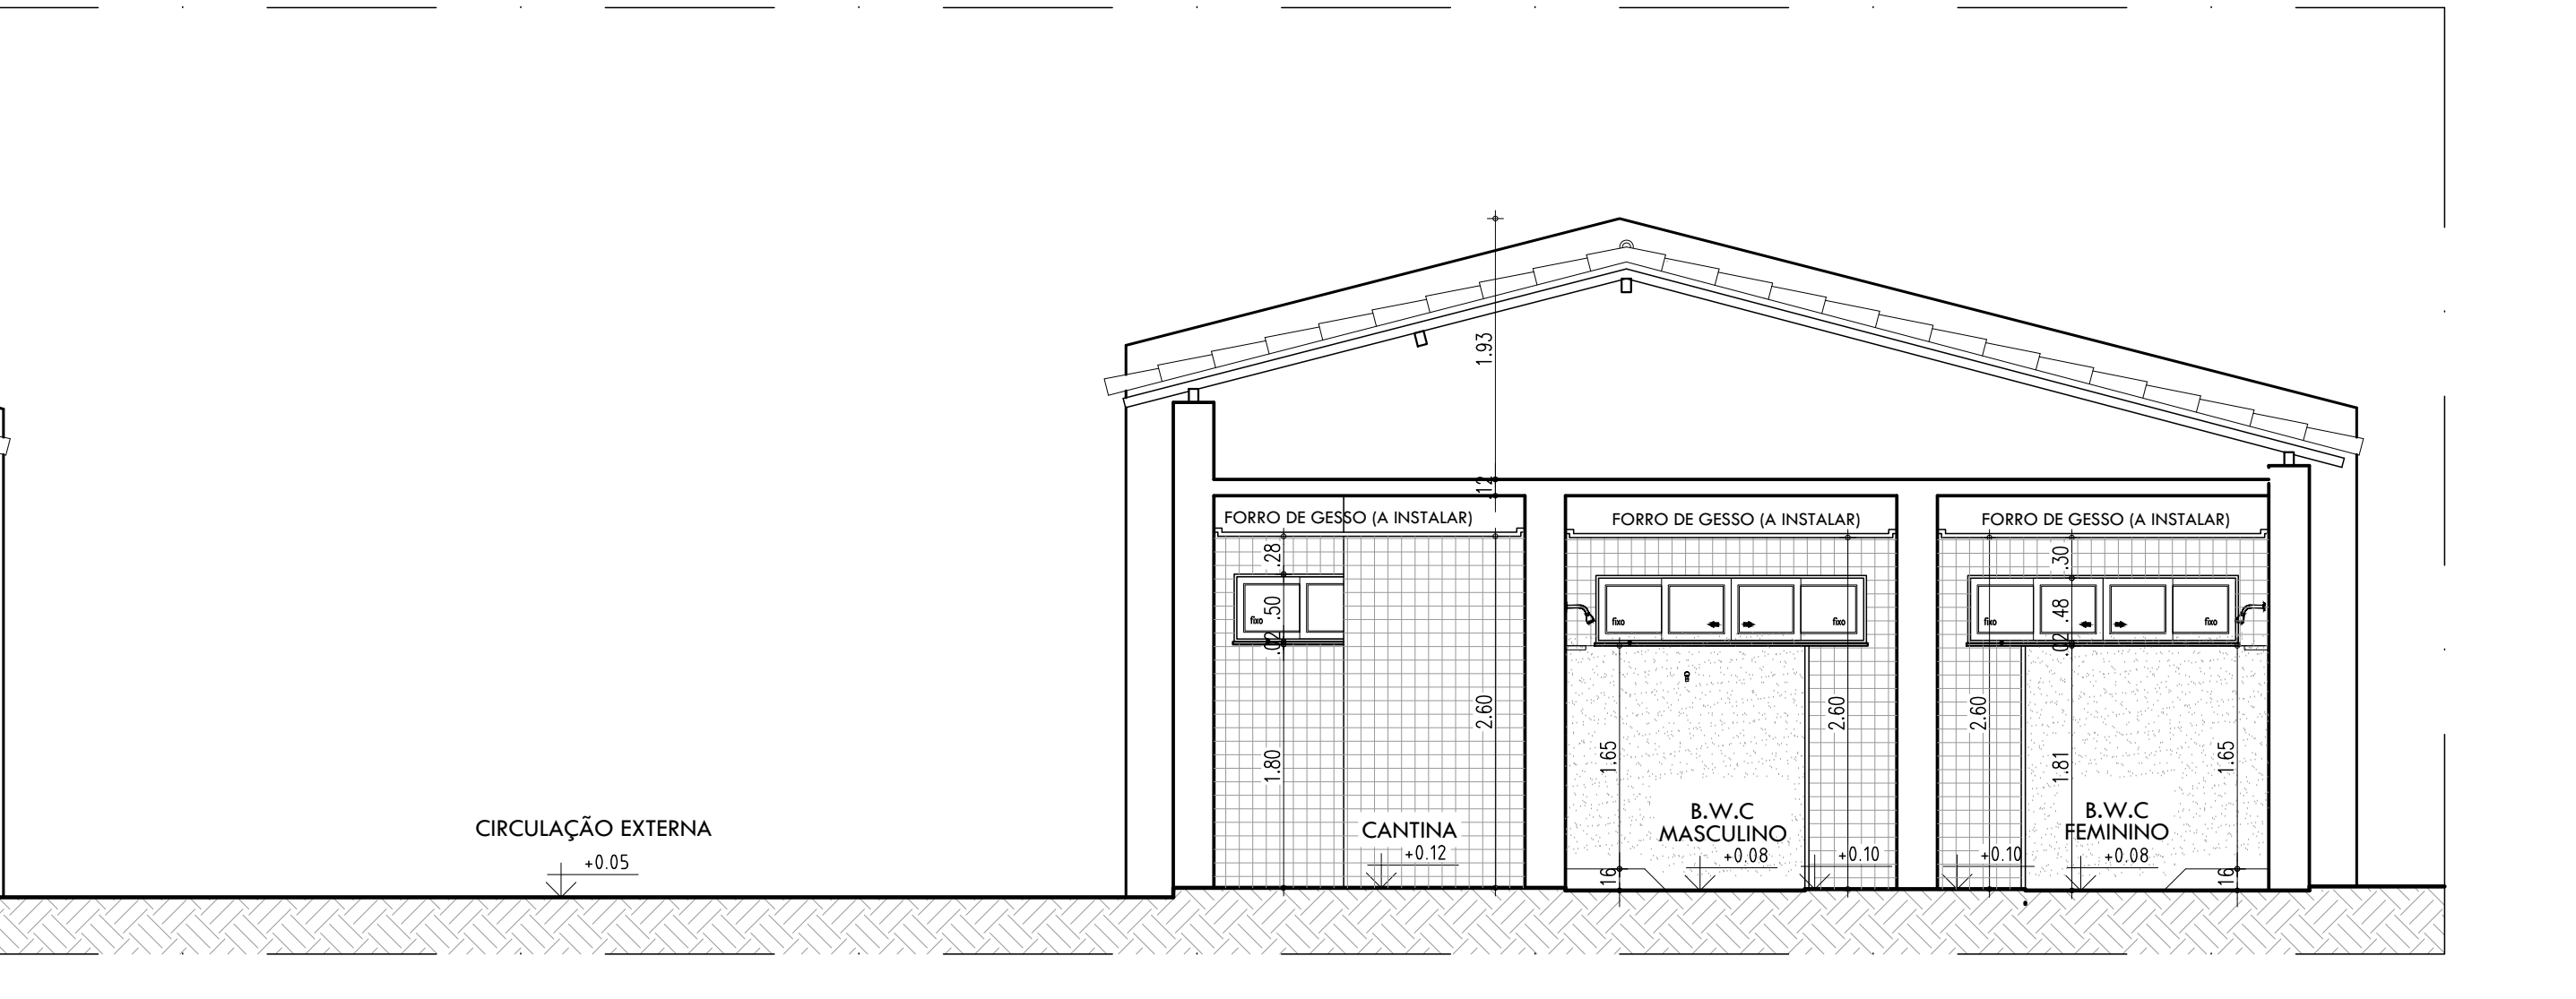 1.93
.12
FORRO DE GESSO (A INSTALAR)
FORRO DE GESSO (A INSTALAR)
FORRO DE GESSO (A INSTALAR)
.28
.50
.02
1.80
fixo
2.60
CANTINA
+0.12
fixo
fixo
1.65
16
2.60
B.W.C
MASCULINO
+0.08
+0.10
fixo
fixo
2.60
.30
.48
.02
1.81
1.65
16
B.W.C
FEMININO
+0.10
+0.08
CIRCULAÇÃO EXTERNA
+0.05